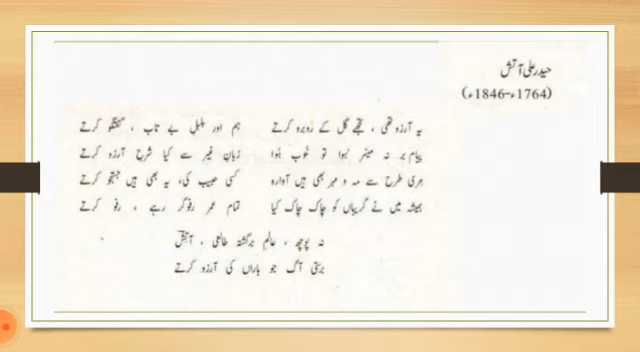 حیدر علی آتش
(1764ء-1846ء)
یہ آرزو تھی ، تجھے گل کے روبرو کرتے ہم اور بلبل بے تاب ، گفتگو کرتے
پیام بر نہ میسر ہوا تو خوب ہوا زبانِ غیر سے کیا شرح آرزو کرتے
مری طرح سے مہ و مہر بھی ہیں آوارہ کسی حبیب کی، یہ بھی ہیں جستجو کرتے
ہمیشہ میں نے گریباں کو چاک چاک کیا تمام عمر رفوگر رہے ، رفو کرتے
نہ پوچھ ، عالمِ برگشتہ طالعی ، آتش
برستی آگ جو باراں کی آرزو کرتے